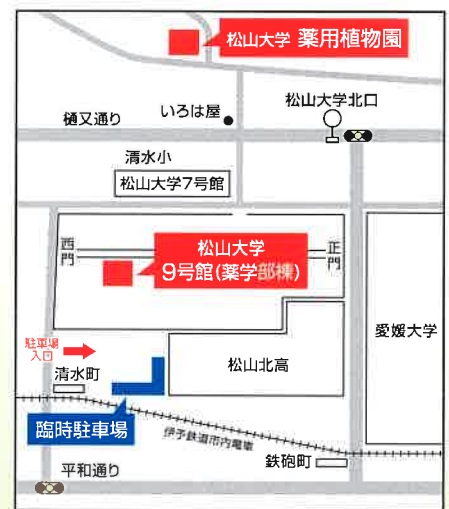 松山大学 薬用植物園
松山大学北口
いろは屋
樋又通り
清水小
松山大学7号館
西門
松山大学
9号館(薬学部棟)
正門
愛媛大学
駐車場
入口
松山北高
清水町
臨時駐車場
伊予鉄道市内電車
鉄砲町
平和通り